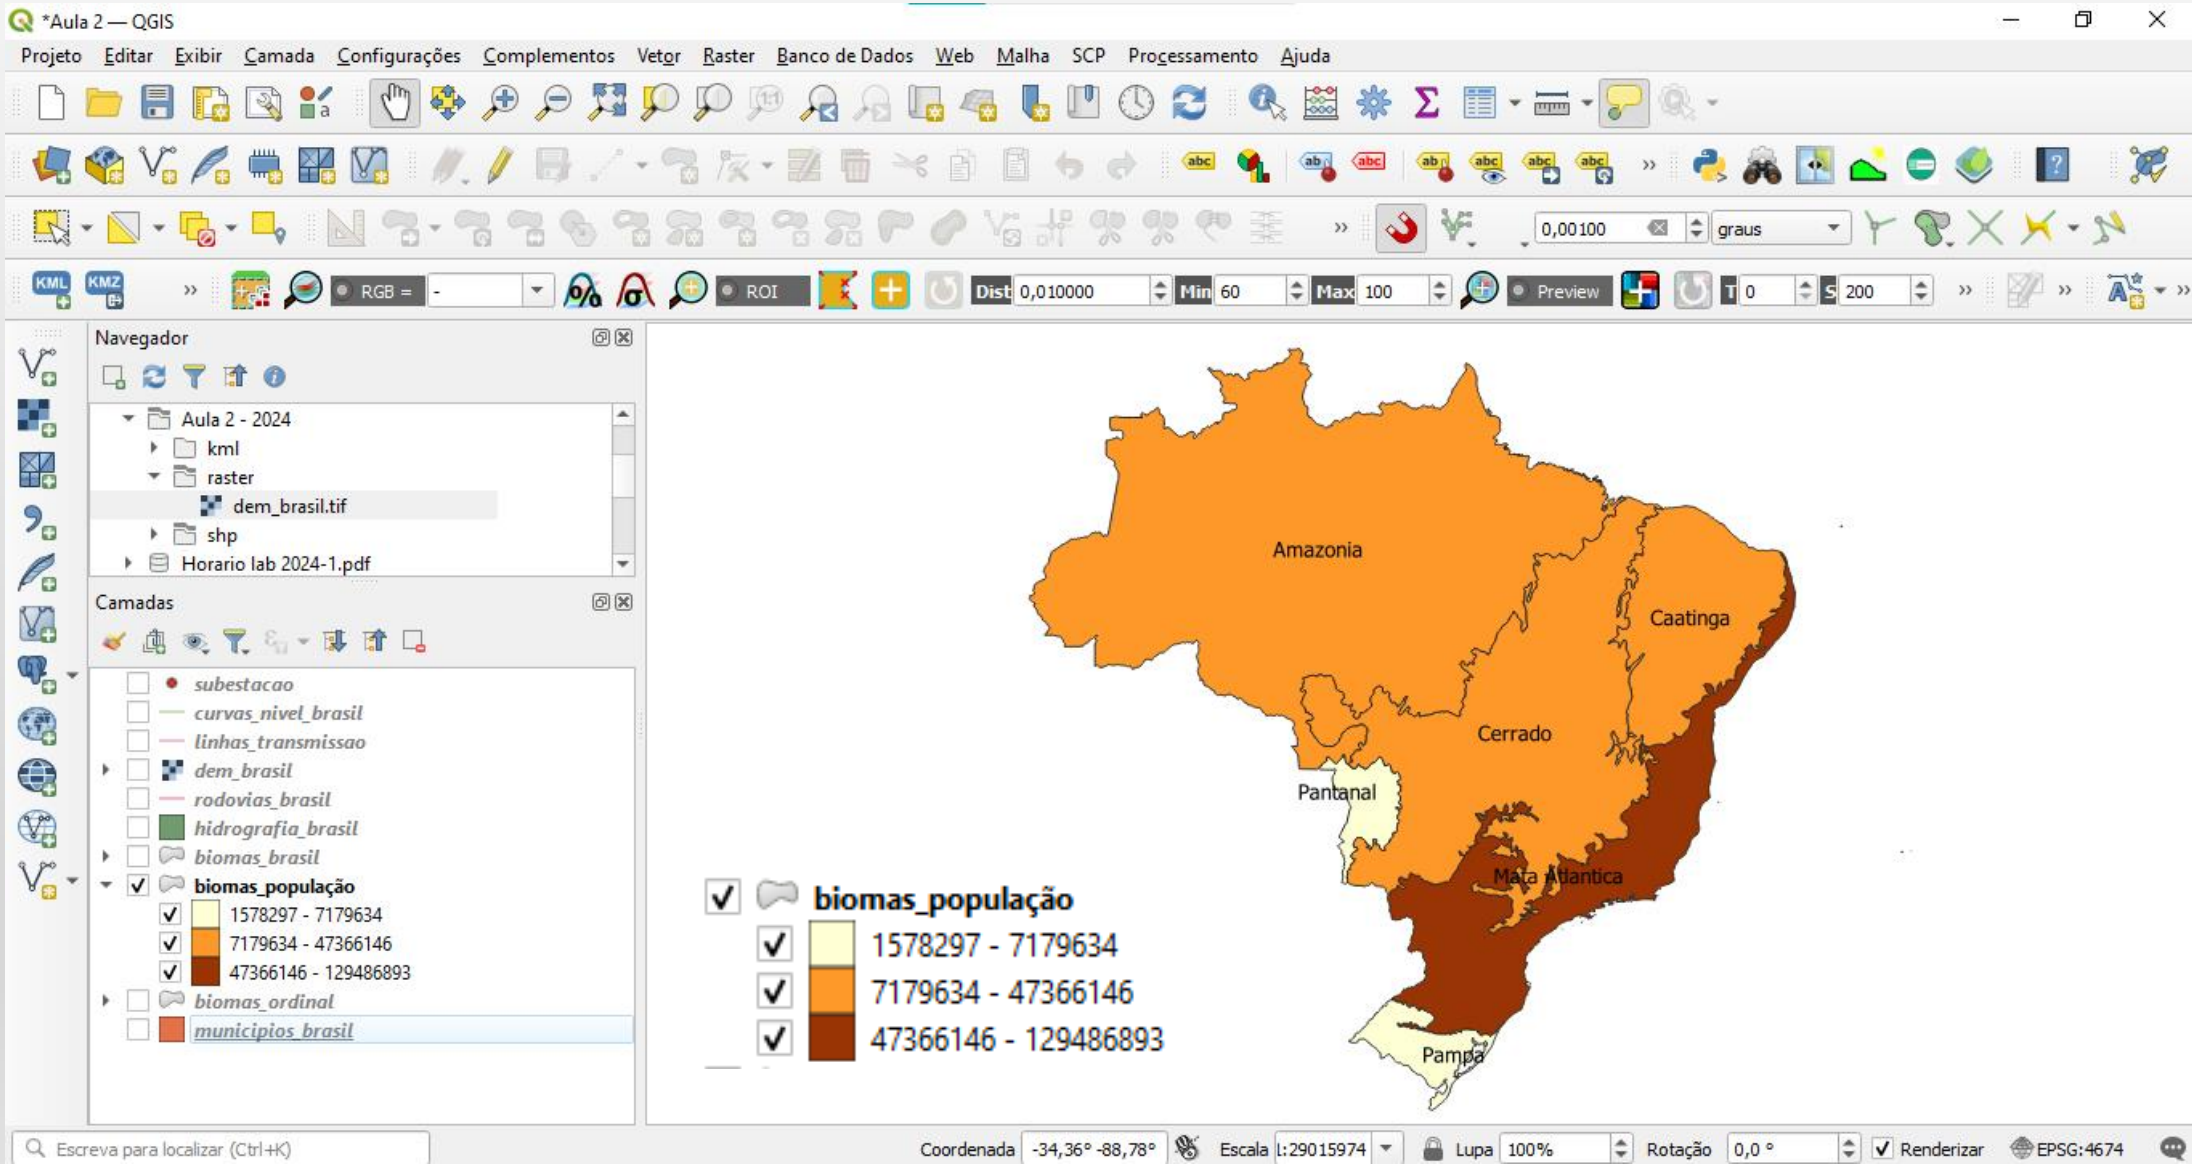 *Aula 2 — QGIS
Projeto Editar Exibir Camada Configurações Complementos Vetor Raster Banco de Dados Web Malha SCP Processamento Ajuda
0,00100 graus
KML KMZ RGB = - ROI Dist 0,010000 Min 60 Max 100 Preview T 0 S 200
Navegador
Aula 2 - 2024
kml
raster
dem_brasil.tif
shp
Horario lab 2024-1.pdf
Camadas
subestacao
curvas_nivel_brasil
linhas_transmissao
dem_brasil
rodovias_brasil
hidrografia_brasil
biomas_brasil
biomas_população
1578297 - 7179634
7179634 - 47366146
47366146 - 129486893
biomas_ordinal
municipios_brasil
Amazonia
Caatinga
Cerrado
Pantanal
Mata Atlantica
Pampa
biomas_população
1578297 - 7179634
7179634 - 47366146
47366146 - 129486893
Escreva para localizar (Ctrl+K) Coordenada -34,36° -88,78° Escala L:29015974 Lupa 100% Rotação 0,0 ° Renderizar EPSG:4674